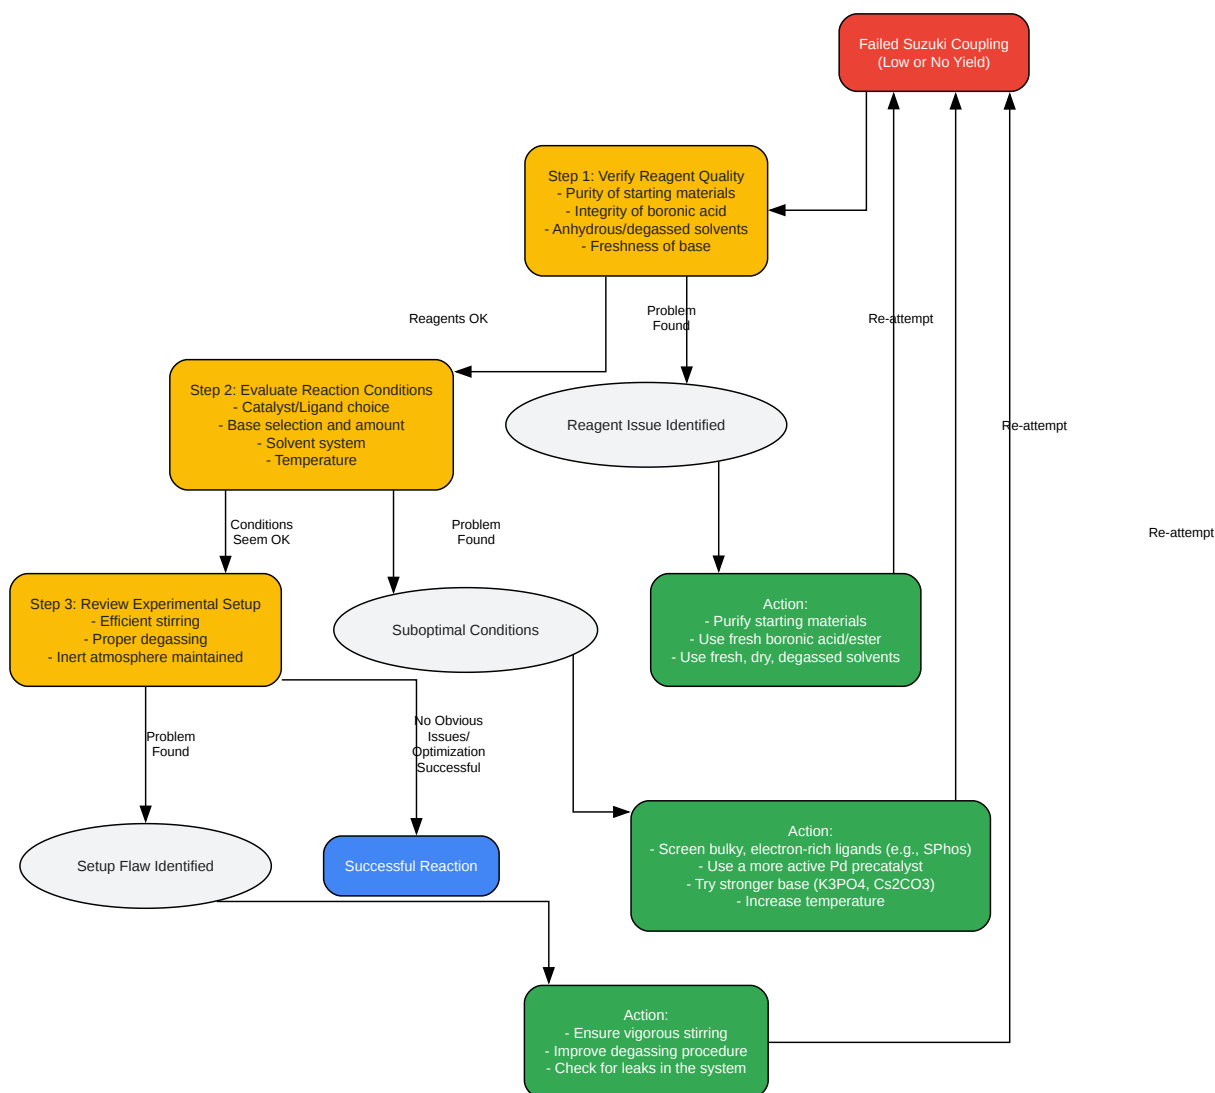 Failed Suzuki Coupling
(Low or No Yield)
Step 1: Verify Reagent Quality
- Purity of starting materials
- Integrity of boronic acid
- Anhydrous/degassed solvents
- Freshness of base
Reagents OK
Problem
Found
Re-attempt
Step 2: Evaluate Reaction Conditions
- Catalyst/Ligand choice
- Base selection and amount
- Solvent system
- Temperature
Reagent Issue Identified
Re-attempt
Conditions
Seem OK
Problem
Found
Re-attempt
Step 3: Review Experimental Setup
- Efficient stirring
- Proper degassing
- Inert atmosphere maintained
Suboptimal Conditions
Action:
- Purify starting materials
- Use fresh boronic acid/ester
- Use fresh, dry, degassed solvents
Problem
Found
No Obvious
Issues/
Optimization
Successful
Setup Flaw Identified
Successful Reaction
Action:
- Screen bulky, electron-rich ligands (e.g., SPhos)
- Use a more active Pd precatalyst
- Try stronger base (K3PO4, Cs2CO3)
- Increase temperature
Action:
- Ensure vigorous stirring
- Improve degassing procedure
- Check for leaks in the system